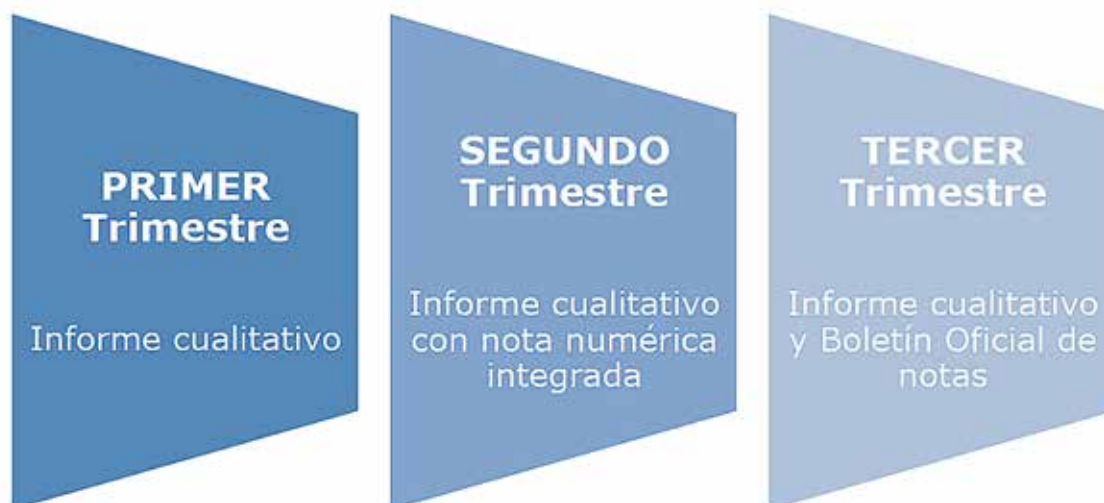 PRIMER
Trimestre
Informe cualitativo
SEGUNDO
Trimestre
Informe cualitativo
con nota numérica
integrada
TERCER
Trimestre
Informe cualitativo
y Boletín Oficial de
notas